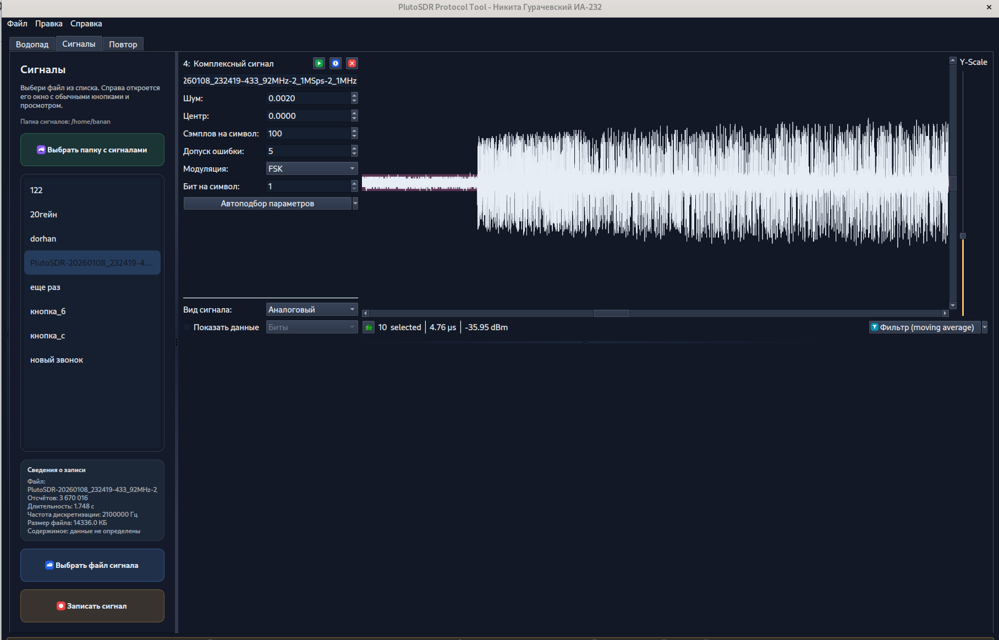 PlutoSDR Protocol Tool - Никита Гурачевский ИА-232
Файл Правка Справка
Водопад Сигналы Повтор
Сигналы
Выбери файл из списка. Справа откроется
его окно с обычными кнопками и
просмотром.
Папка сигналов: /home/banan
Выбрать папку с сигналами
122
20гейн
dorhan
PlutoSDR-20260108_232419-4...
еще раз
кнопка_6
кнопка_с
новый звонок
Сведения о записи
Файл:
PlutoSDR-20260108_232419-433_92MHz-2_
Отсчётов: 3 670 016
Длительность: 1.748 с
Частота дискретизации: 2100000 Гц
Размер файла: 14336.0 КБ
Содержимое: данные не определены
Выбрать файл сигнала
Записать сигнал
4: Комплексный сигнал
260108_232419-433_92MHz-2_1MSps-2_1MHz
Шум: 0.0020
Центр: 0.0000
Сэмплов на символ: 100
Допуск ошибки: 5
Модуляция: FSK
Бит на символ: 1
Автоподбор параметров
Вид сигнала: Аналоговый
Показать данные Биты
Y-Scale
10 selected 4.76 µs -35.95 dBm
Фильтр (moving average)